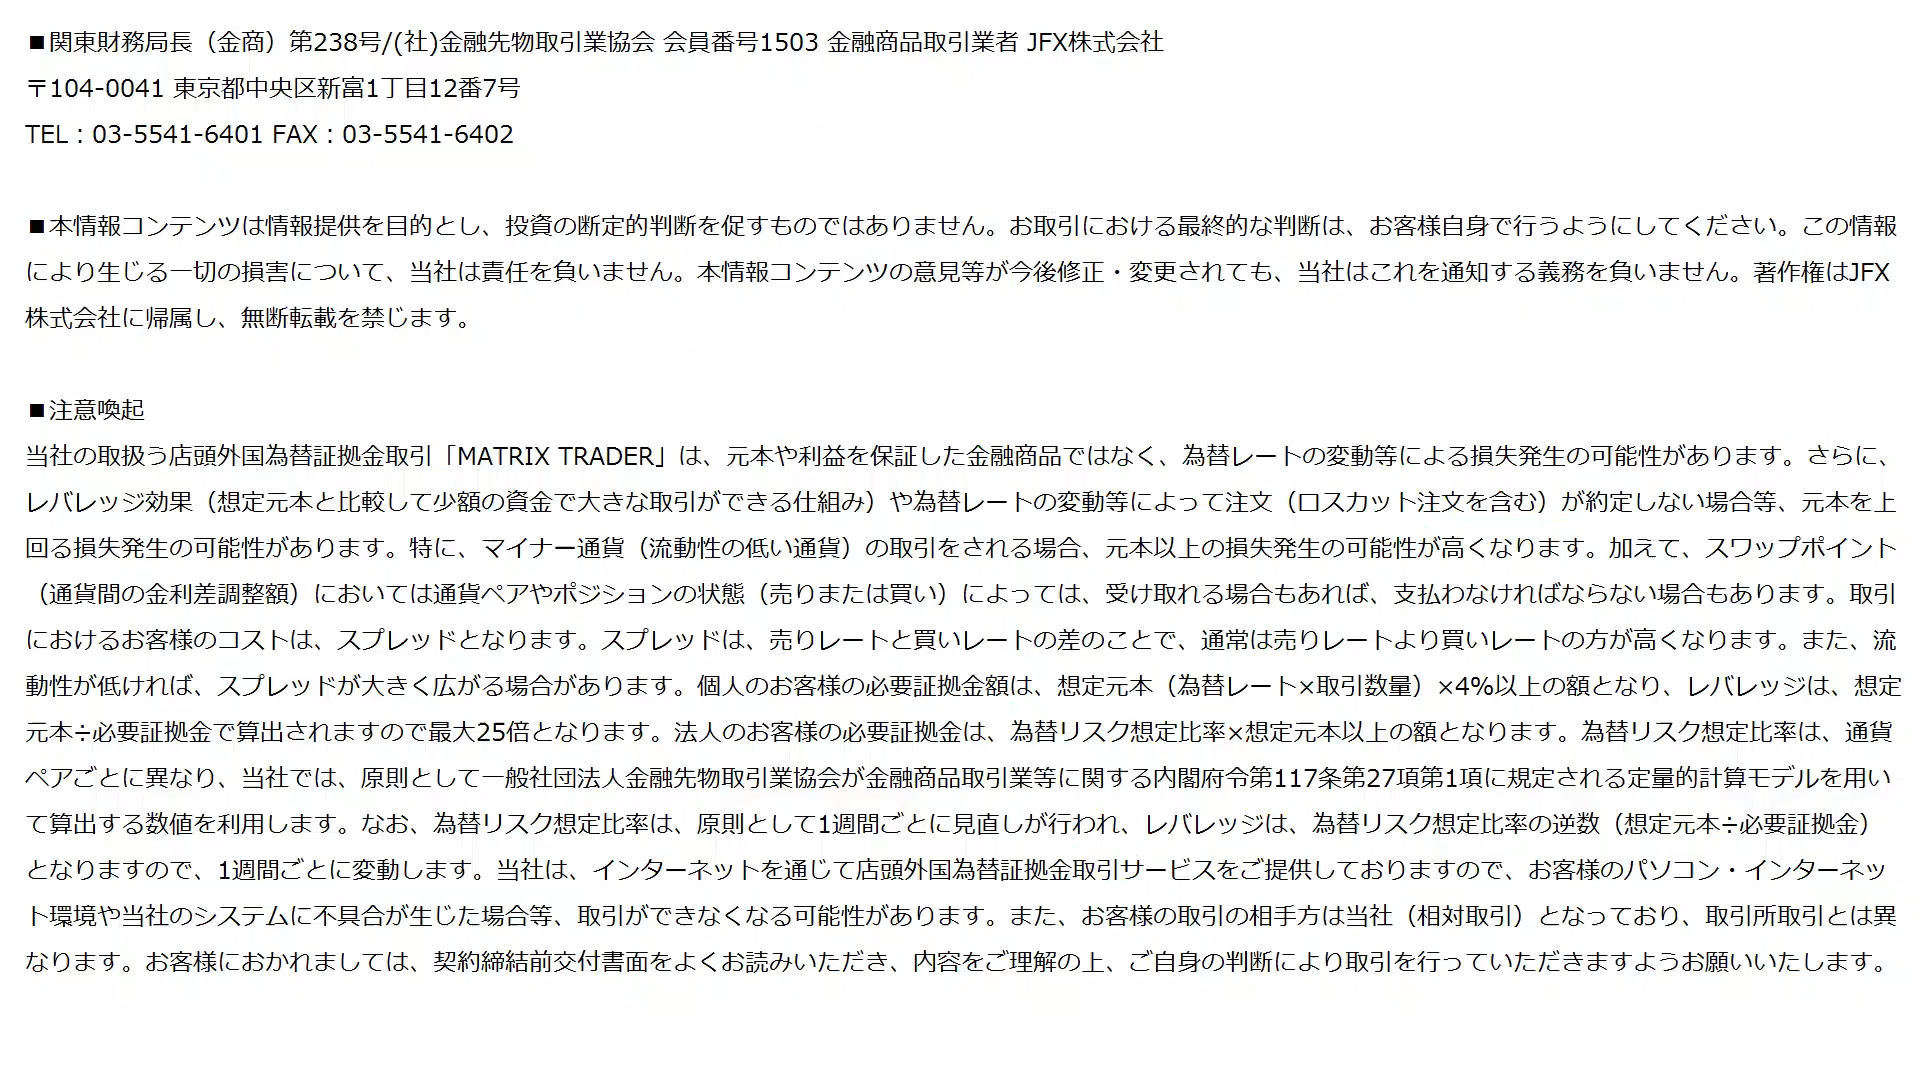 ■関東財務局長（金商）第238号/(社)金融先物取引業協会 会員番号1503 金融商品取引業者 JFX株式会社
〒104-0041 東京都中央区新富1丁目12番7号
TEL：03-5541-6401 FAX：03-5541-6402
■本情報コンテンツは情報提供を目的とし、投資の断定的判断を促すものではありません。お取引における最終的な判断は、お客様自身で行うようにしてください。この情報
により生じる一切の損害について、当社は責任を負いません。本情報コンテンツの意見等が今後修正・変更されても、当社はこれを通知する義務を負いません。著作権はJFX
株式会社に帰属し、無断転載を禁じます。
■注意喚起
当社の取扱う店頭外国為替証拠金取引「MATRIX TRADER」は、元本や利益を保証した金融商品ではなく、為替レートの変動等による損失発生の可能性があります。さらに、
レバレッジ効果（想定元本と比較して少額の資金で大きな取引ができる仕組み）や為替レートの変動等によって注文（ロスカット注文を含む）が約定しない場合等、元本を上
回る損失発生の可能性があります。特に、マイナー通貨（流動性の低い通貨）の取引をされる場合、元本以上の損失発生の可能性が高くなります。加えて、スワップポイント
（通貨間の金利差調整額）においては通貨ペアやポジションの状態（売りまたは買い）によっては、受け取れる場合もあれば、支払わなければならない場合もあります。取引
におけるお客様のコストは、スプレッドとなります。スプレッドは、売りレートと買いレートの差のことで、通常は売りレートより買いレートの方が高くなります。また、流
動性が低ければ、スプレッドが大きく広がる場合があります。個人のお客様の必要証拠金額は、想定元本（為替レート×取引数量）×4%以上の額となり、レバレッジは、想定
元本÷必要証拠金で算出されますので最大25倍となります。法人のお客様の必要証拠金は、為替リスク想定比率×想定元本以上の額となります。為替リスク想定比率は、通貨
ペアごとに異なり、当社では、原則として一般社団法人金融先物取引業協会が金融商品取引業等に関する内閣府令第117条第27項第1項に規定される定量的計算モデルを用い
て算出する数値を利用します。なお、為替リスク想定比率は、原則として1週間ごとに見直しが行われ、レバレッジは、為替リスク想定比率の逆数（想定元本÷必要証拠金）
となりますので、1週間ごとに変動します。当社は、インターネットを通じて店頭外国為替証拠金取引サービスをご提供しておりますので、お客様のパソコン・インターネッ
ト環境や当社のシステムに不具合が生じた場合等、取引ができなくなる可能性があります。また、お客様の取引の相手方は当社（相対取引）となっており、取引所取引とは異
なります。お客様におかれましては、契約締結前交付書面をよくお読みいただき、内容をご理解の上、ご自身の判断により取引を行っていただきますようお願いいたします。